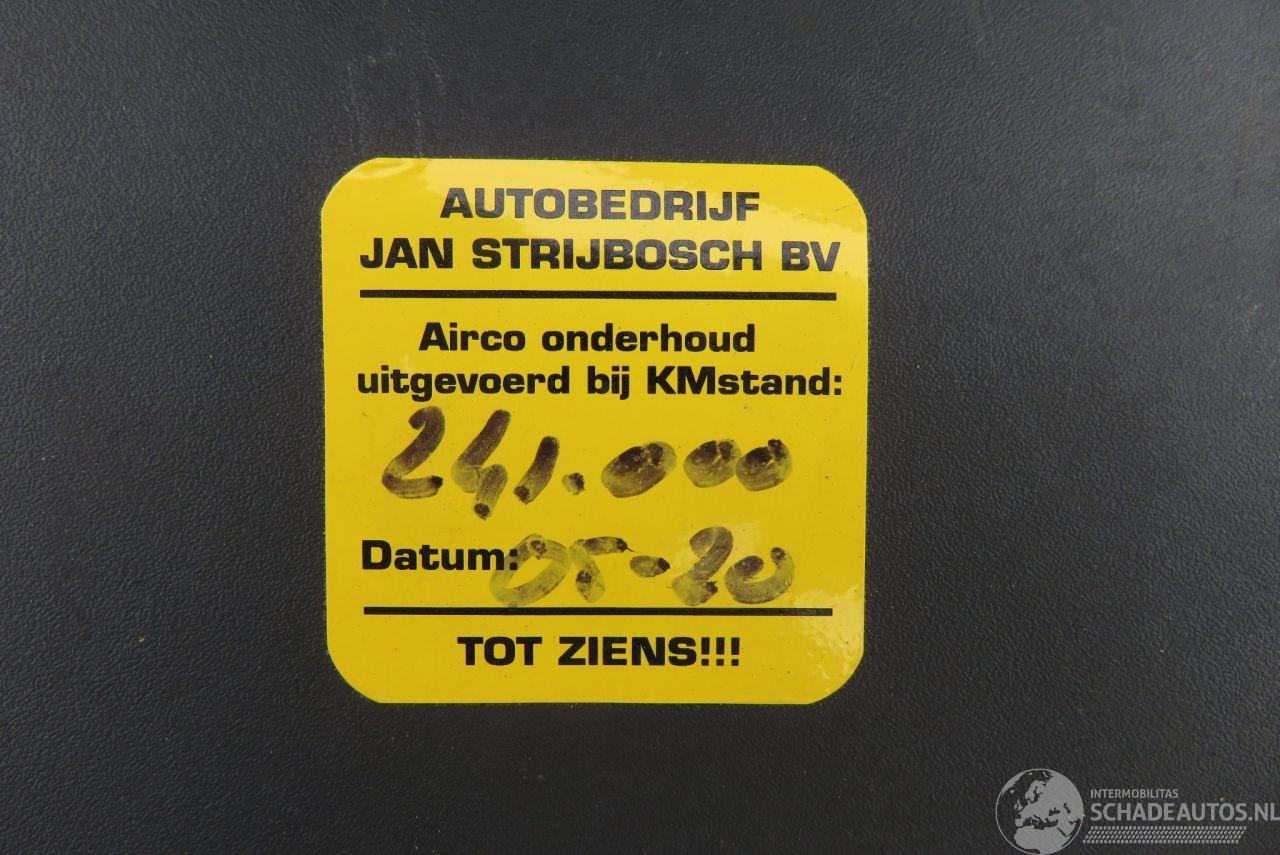 AUTOBEDRIJF
JAN STRIJBOSCH BV
Airco onderhoud
uitgevoerd bij KMstand:
241.000
Datum: 05-20
TOT ZIENS!!!
INTERMOBILITAS
SCHADEAUTOS.NL